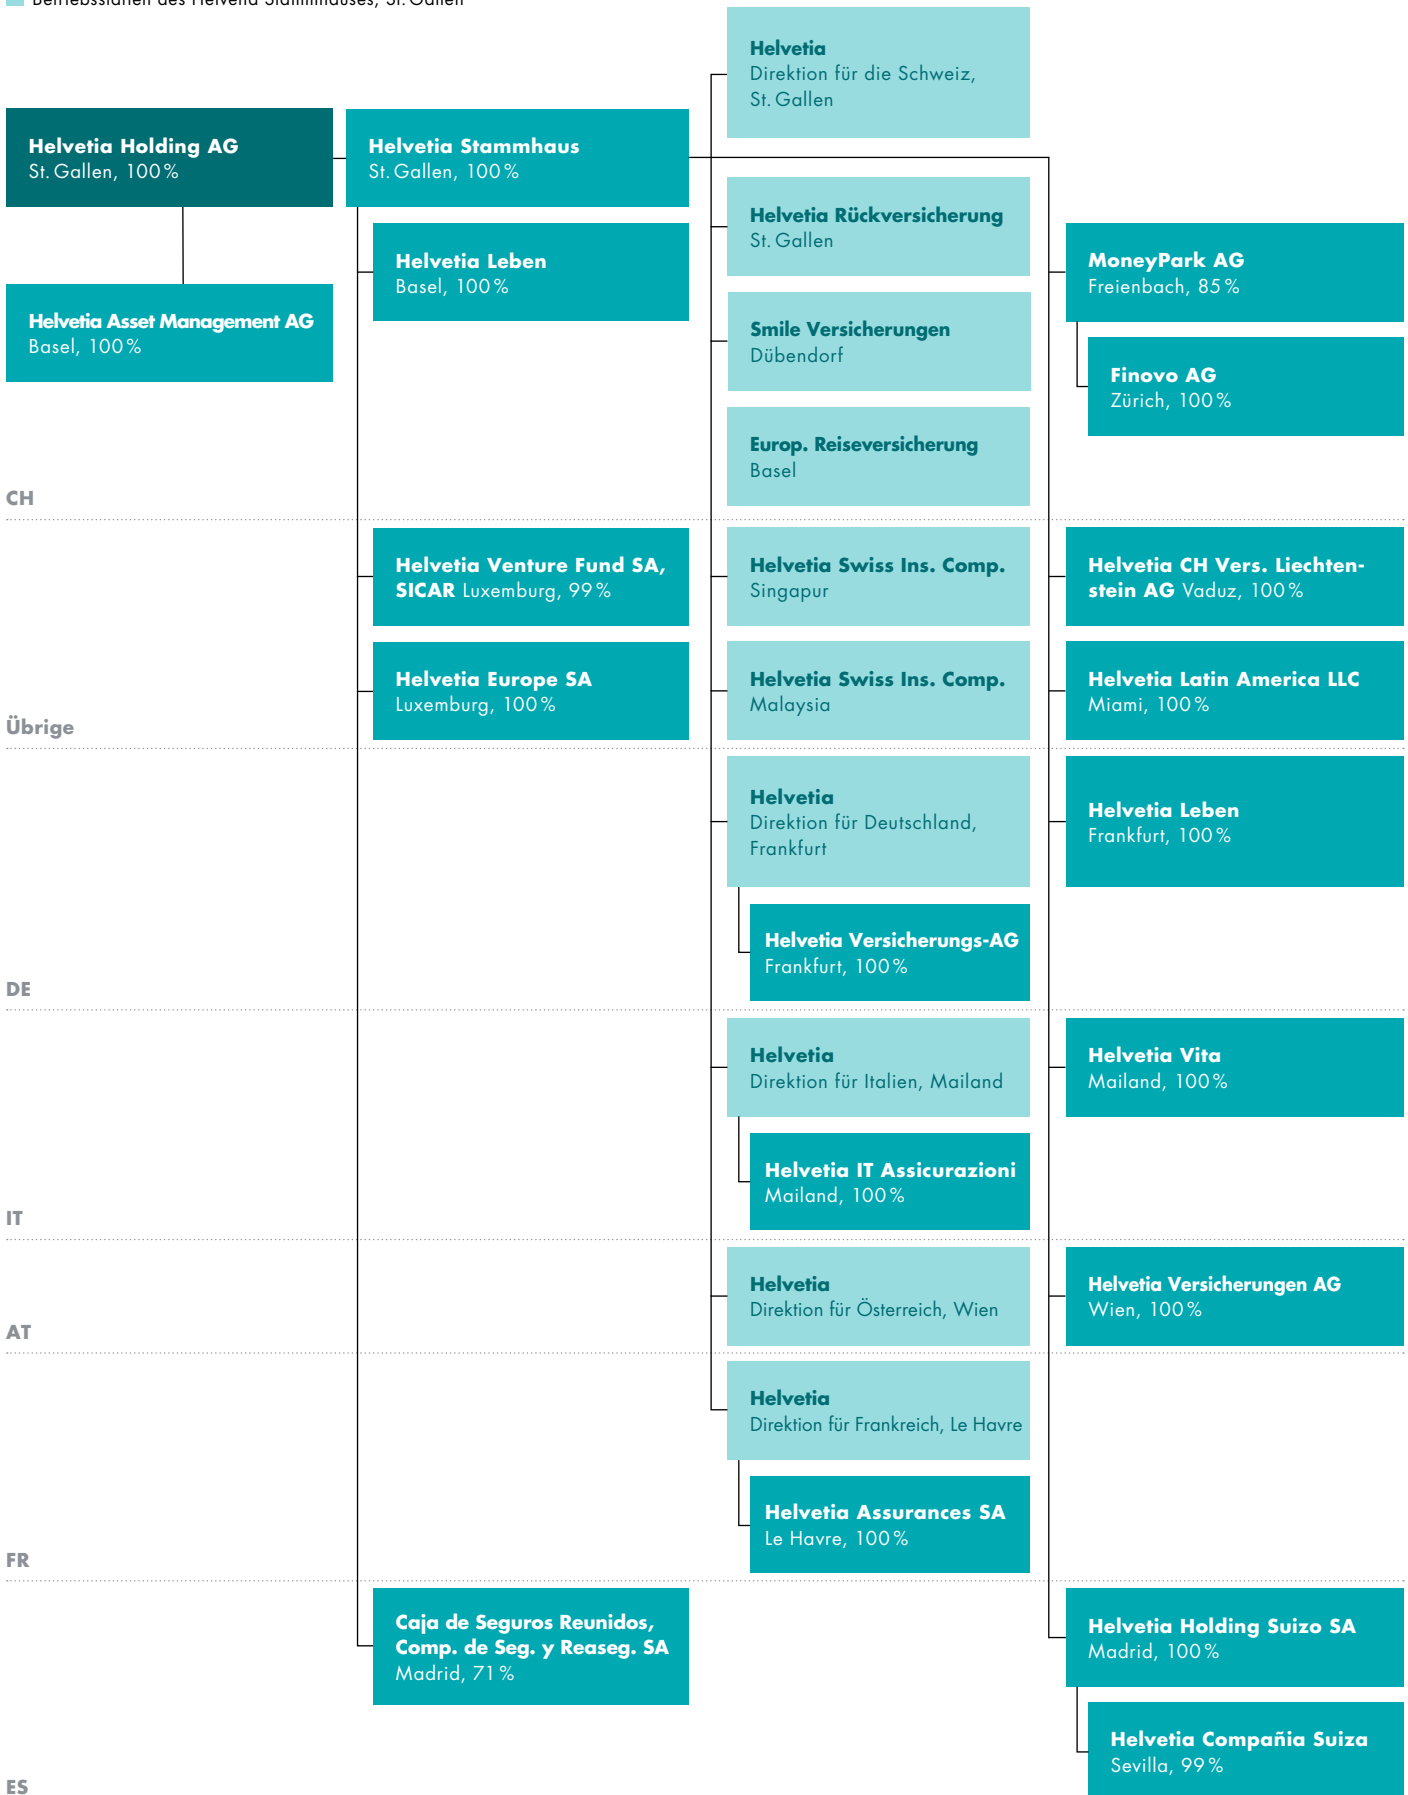 Betriebsstätten des Helvetia Stammhauses, St. Gallen
Helvetia
Direktion für die Schweiz,
St. Gallen
Helvetia Holding AG
St. Gallen, 100 %
Helvetia Stammhaus
St. Gallen, 100 %
Helvetia Rückversicherung
St. Gallen
Helvetia Leben
Basel, 100 %
MoneyPark AG
Freienbach, 85 %
Helvetia Asset Management AG
Basel, 100 %
Smile Versicherungen
Dübendorf
Finovo AG
Zürich, 100 %
Europ. Reiseversicherung
Basel
CH
Helvetia Venture Fund SA,
SICAR Luxemburg, 99 %
Helvetia Swiss Ins. Comp.
Singapur
Helvetia CH Vers. Liechten-
stein AG Vaduz, 100 %
Helvetia Europe SA
Luxemburg, 100 %
Helvetia Swiss Ins. Comp.
Malaysia
Helvetia Latin America LLC
Miami, 100 %
Übrige
Helvetia
Direktion für Deutschland,
Frankfurt
Helvetia Leben
Frankfurt, 100 %
Helvetia Versicherungs-AG
Frankfurt, 100 %
DE
Helvetia
Direktion für Italien, Mailand
Helvetia Vita
Mailand, 100 %
Helvetia IT Assicurazioni
Mailand, 100 %
IT
Helvetia
Direktion für Österreich, Wien
Helvetia Versicherungen AG
Wien, 100 %
AT
Helvetia
Direktion für Frankreich, Le Havre
Helvetia Assurances SA
Le Havre, 100 %
FR
Caja de Seguros Reunidos,
Comp. de Seg. y Reaseg. SA
Madrid, 71 %
Helvetia Holding Suizo SA
Madrid, 100 %
Helvetia Compañia Suiza
Sevilla, 99 %
ES